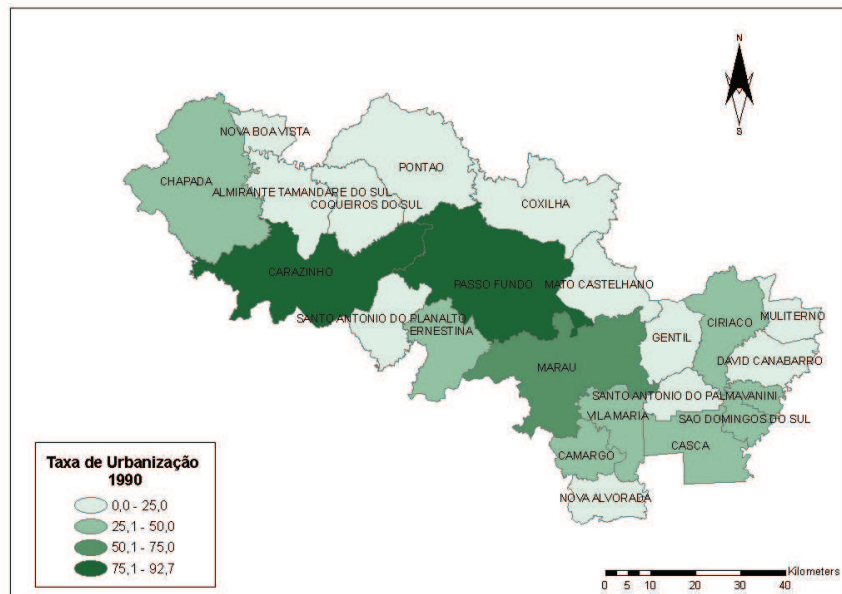 N
S
NOVA BOA VISTA
PONTAO
CHAPADA
ALMIRANTE TAMANDARE DO SUL
COQUEIROS DO SUL
COXILHA
CARAZINHO
PASSO FUNDO
MATO CASTELHANO
SANTO ANTONIO DO PLANALTO
ERNESTINA
MULITERNO
CIRIACO
GENTIL
DAVID CANABARRO
MARAU
SANTO ANTONIO DO PALMAVANINI
VILA MARIA
SAO DOMINGOS DO SUL
CASCA
CAMARGO
NOVA ALVORADA
Taxa de Urbanização
1990
0,0 - 25,0
25,1 - 50,0
50,1 - 75,0
75,1 - 92,7
Kilometers
0 5 10 20 30 40